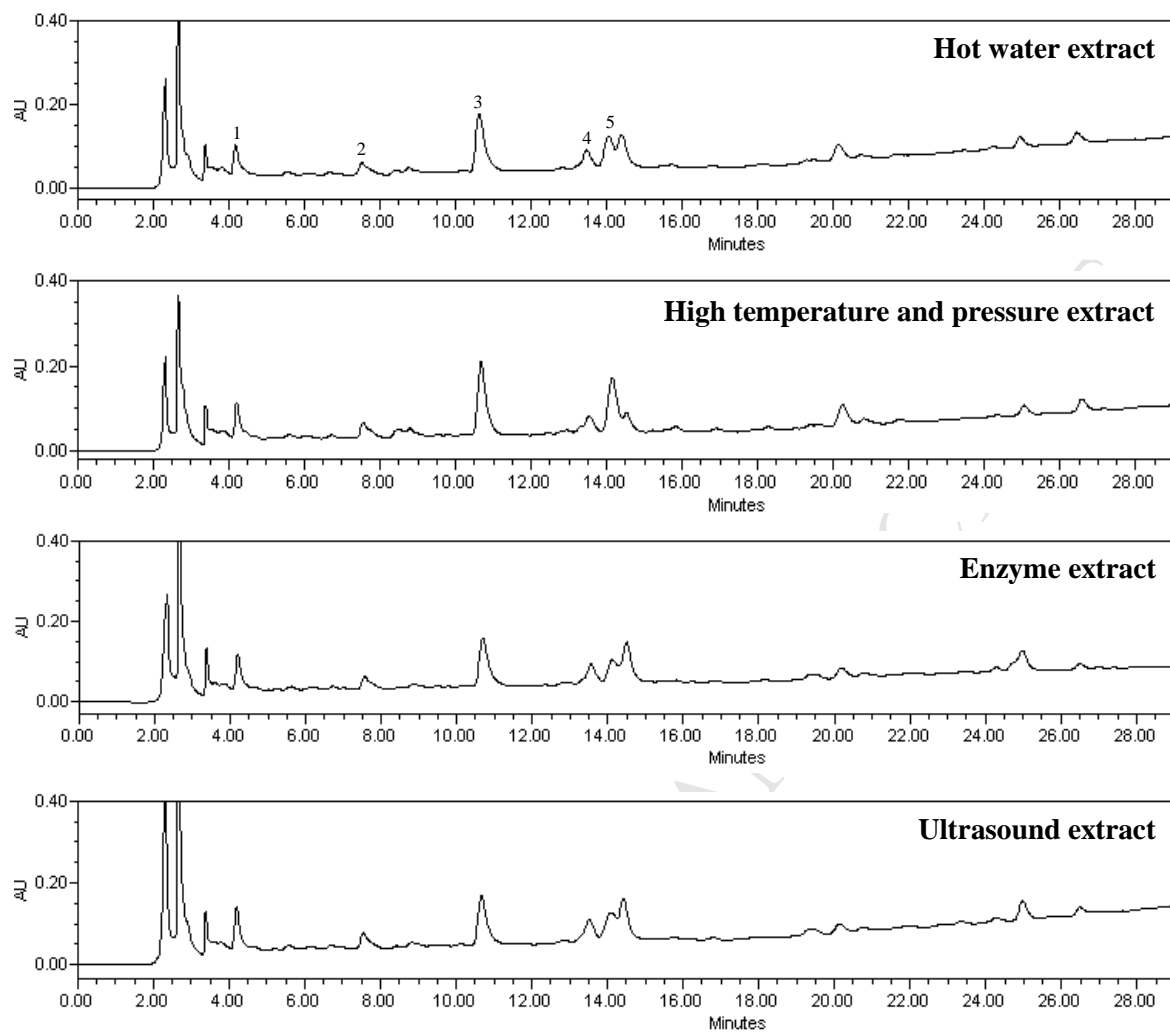 0.40
Hot water extract
0.20
AU
0.00
1
2
3
4
5
0.00 2.00 4.00 6.00 8.00 10.00 12.00 14.00 16.00 18.00 20.00 22.00 24.00 26.00 28.00
Minutes
0.40
High temperature and pressure extract
0.20
AU
0.00
0.00 2.00 4.00 6.00 8.00 10.00 12.00 14.00 16.00 18.00 20.00 22.00 24.00 26.00 28.00
Minutes
0.40
Enzyme extract
0.20
AU
0.00
0.00 2.00 4.00 6.00 8.00 10.00 12.00 14.00 16.00 18.00 20.00 22.00 24.00 26.00 28.00
Minutes
0.40
Ultrasound extract
0.20
AU
0.00
0.00 2.00 4.00 6.00 8.00 10.00 12.00 14.00 16.00 18.00 20.00 22.00 24.00 26.00 28.00
Minutes